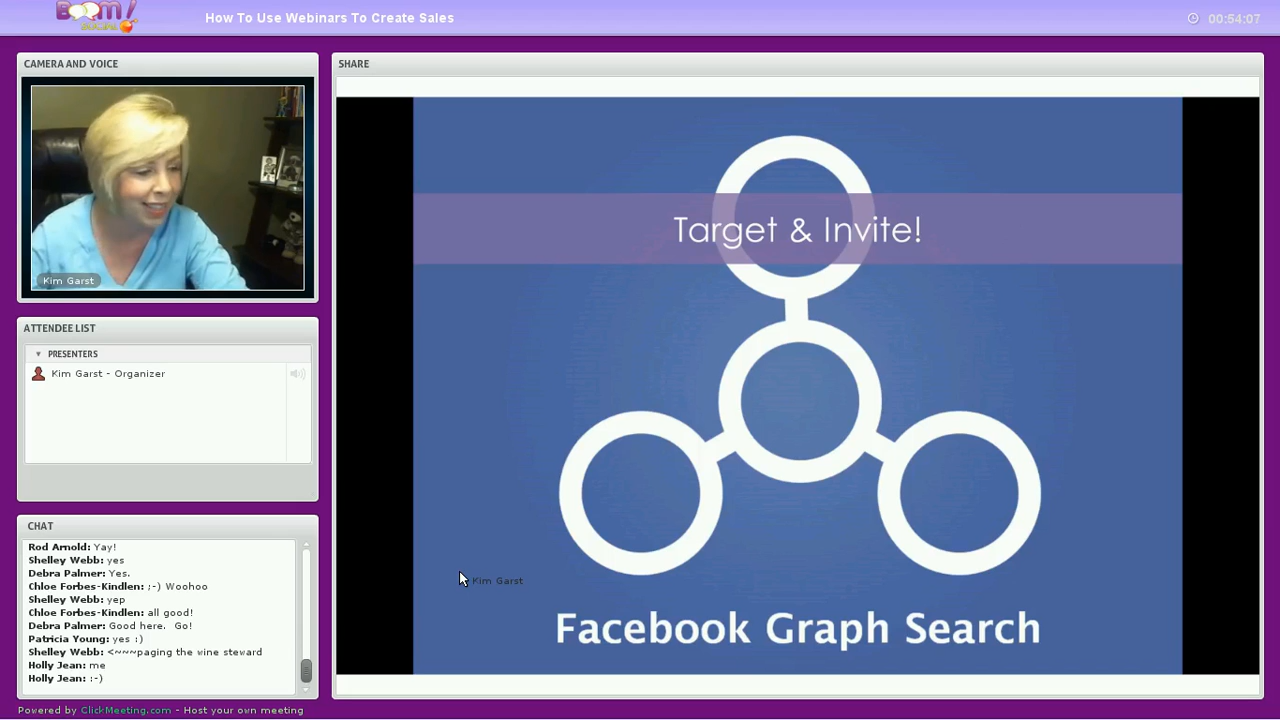 BOOM!
SOCIAL
How To Use Webinars To Create Sales
00:54:07
CAMERA AND VOICE
Kim Garst
ATTENDEE LIST
PRESENTERS
Kim Garst - Organizer
CHAT
Rod Arnold: Yay!
Shelley Webb: yes
Debra Palmer: Yes.
Chloe Forbes-Kindlen: ;-) Woohoo
Shelley Webb: yep
Chloe Forbes-Kindlen: all good!
Debra Palmer: Good here.  Go!
Patricia Young: yes :)
Shelley Webb: <~~~paging the wine steward
Holly Jean: me
Holly Jean: :-)
SHARE
Target & Invite!
Kim Garst
Facebook Graph Search
Powered by ClickMeeting.com - Host your own meeting